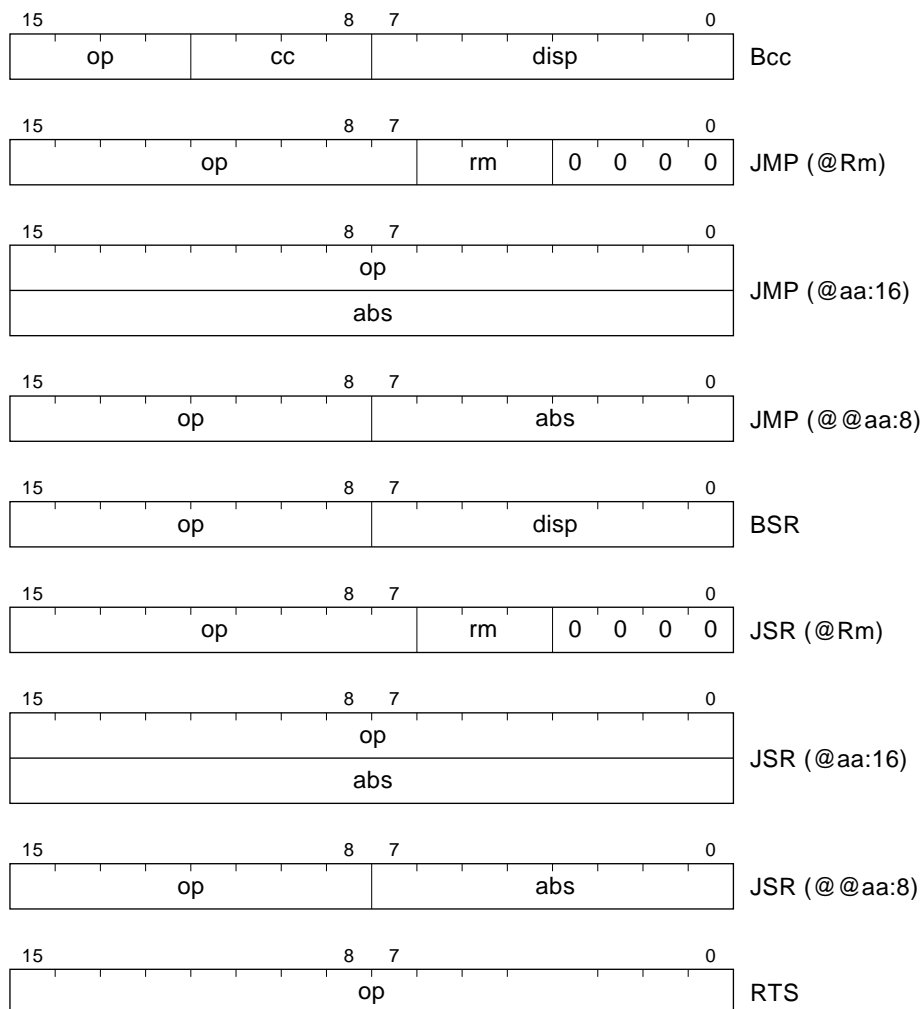 15 8 7 0
op cc disp Bcc
15 8 7 0
op rm 0 0 0 0 JMP (@Rm)
15 8 7 0
op
JMP (@aa:16)
abs
15 8 7 0
op abs JMP (@@aa:8)
15 8 7 0
op disp BSR
15 8 7 0
op rm 0 0 0 0 JSR (@Rm)
15 8 7 0
op
JSR (@aa:16)
abs
15 8 7 0
op abs JSR (@@aa:8)
15 8 7 0
op RTS